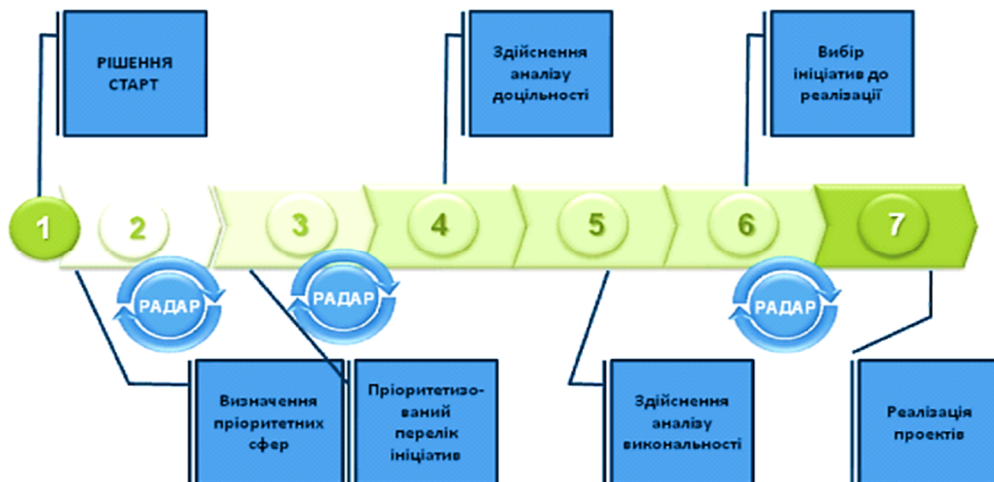 РІШЕННЯ
СТАРТ
Здійснення
аналізу
доцільності
Вибір
ініціатив до
реалізації
1
2
3
4
5
6
7
РАДАР
РАДАР
РАДАР
Визначення
пріоритетних
сфер
Пріоритетизо-
ваний
перелік
ініціатив
Здійснення
аналізу
викональності
Реалізація
проектів